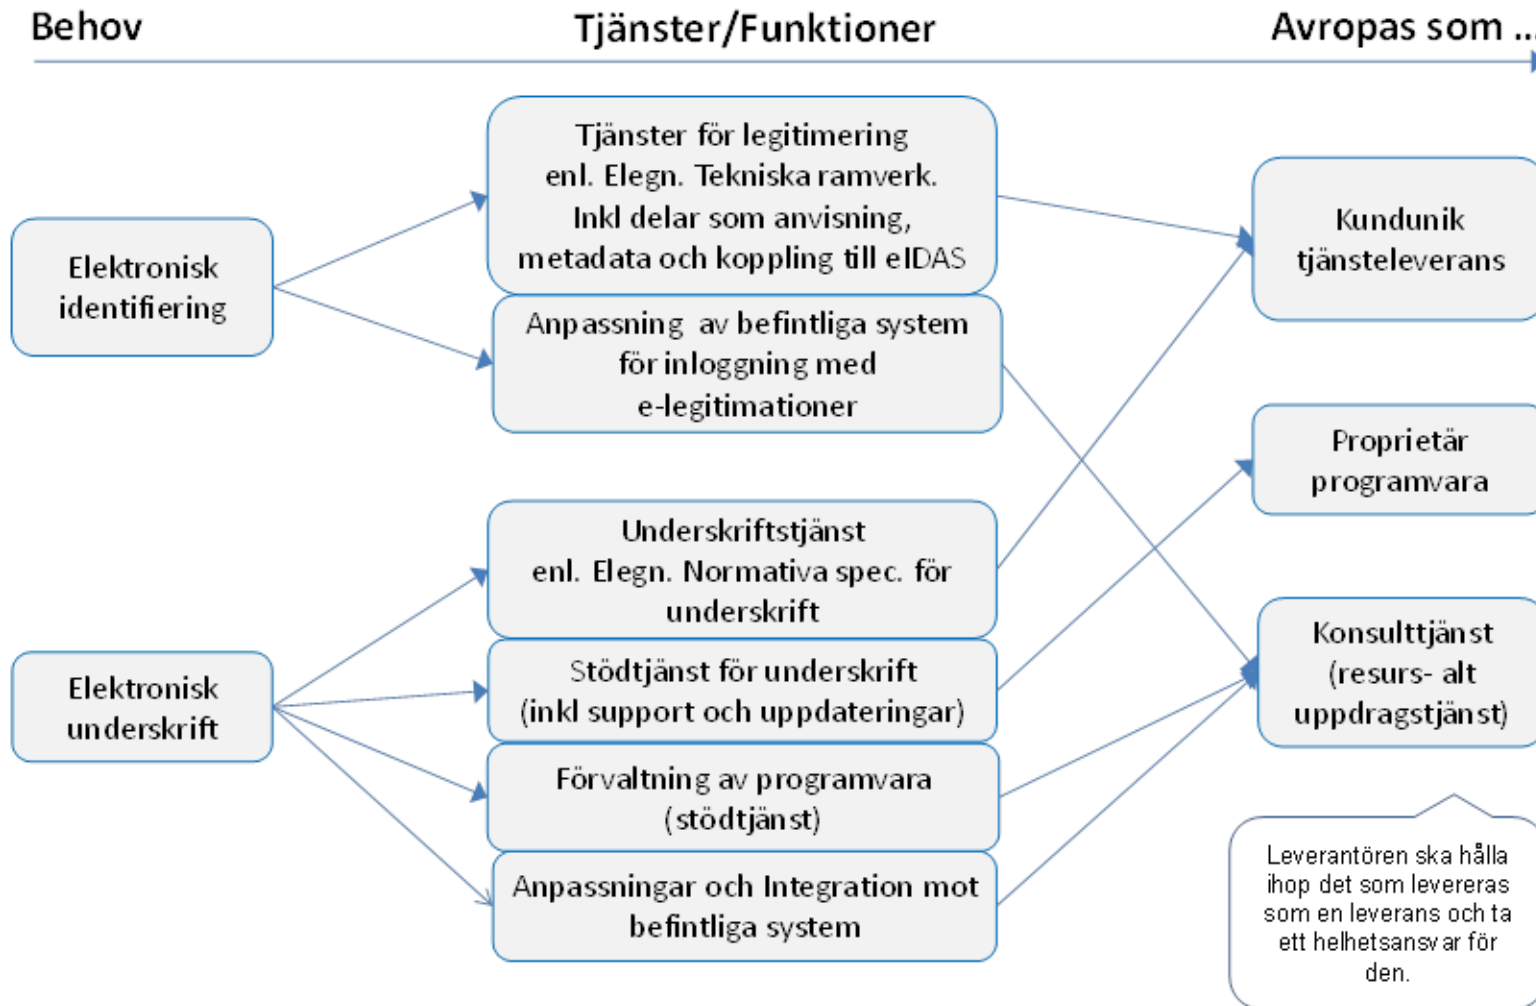 Behov
Tjänster/Funktioner
Avropas som ...
Elektronisk
identifiering
Tjänster för legitimering
enl. Elegn. Tekniska ramverk.
Inkl delar som anvisning,
metadata och koppling till eIDAS
Anpassning av befintliga system
för inloggning med
e-legitimationer
Kundunik
tjänsteleverans
Proprietär
programvara
Elektronisk
underskrift
Underskriftstjänst
enl. Elegn. Normativa spec. för
underskrift
Stödtjänst för underskrift
(inkl support och uppdateringar)
Förvaltning av programvara
(stödtjänst)
Anpassningar och Integration mot
befintliga system
Konsulttjänst
(resurs- alt
uppdragstjänst)
Leverantören ska hålla
ihop det som levereras
som en leverans och ta
ett helhetsansvar för
den.